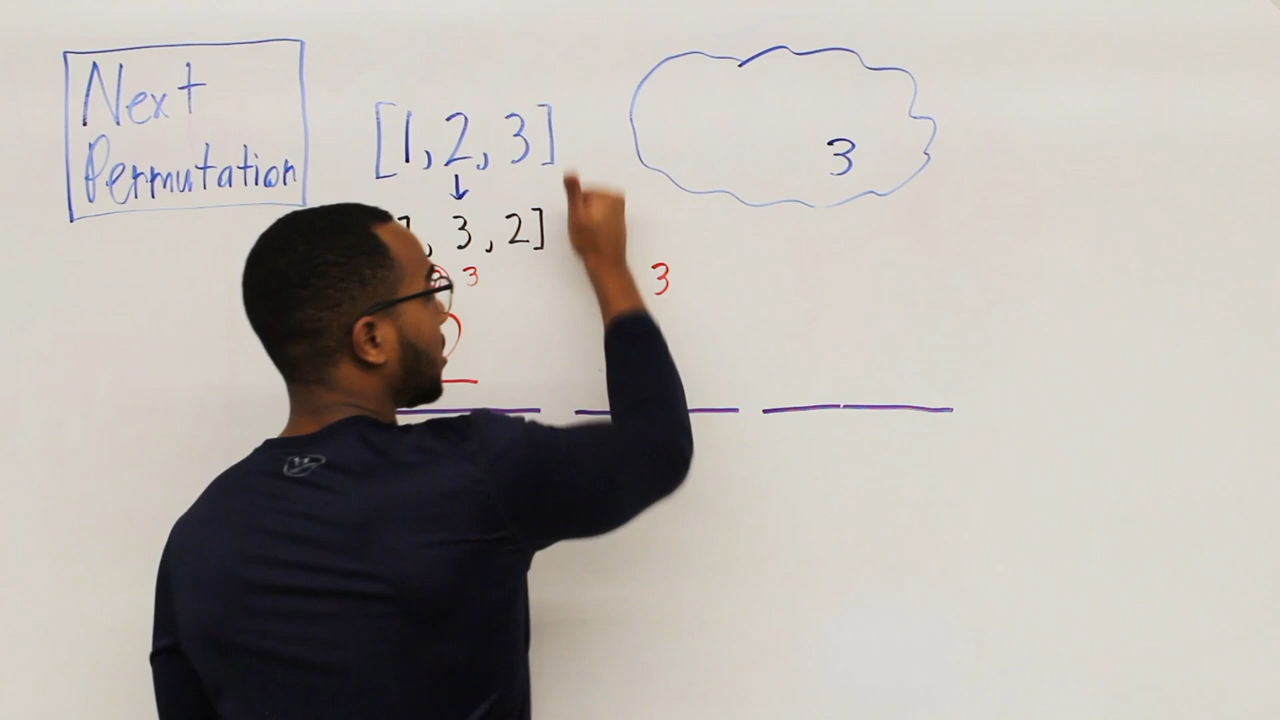 Next
Permutation
[1, 2, 3]
3
, 3, 2]
3
3